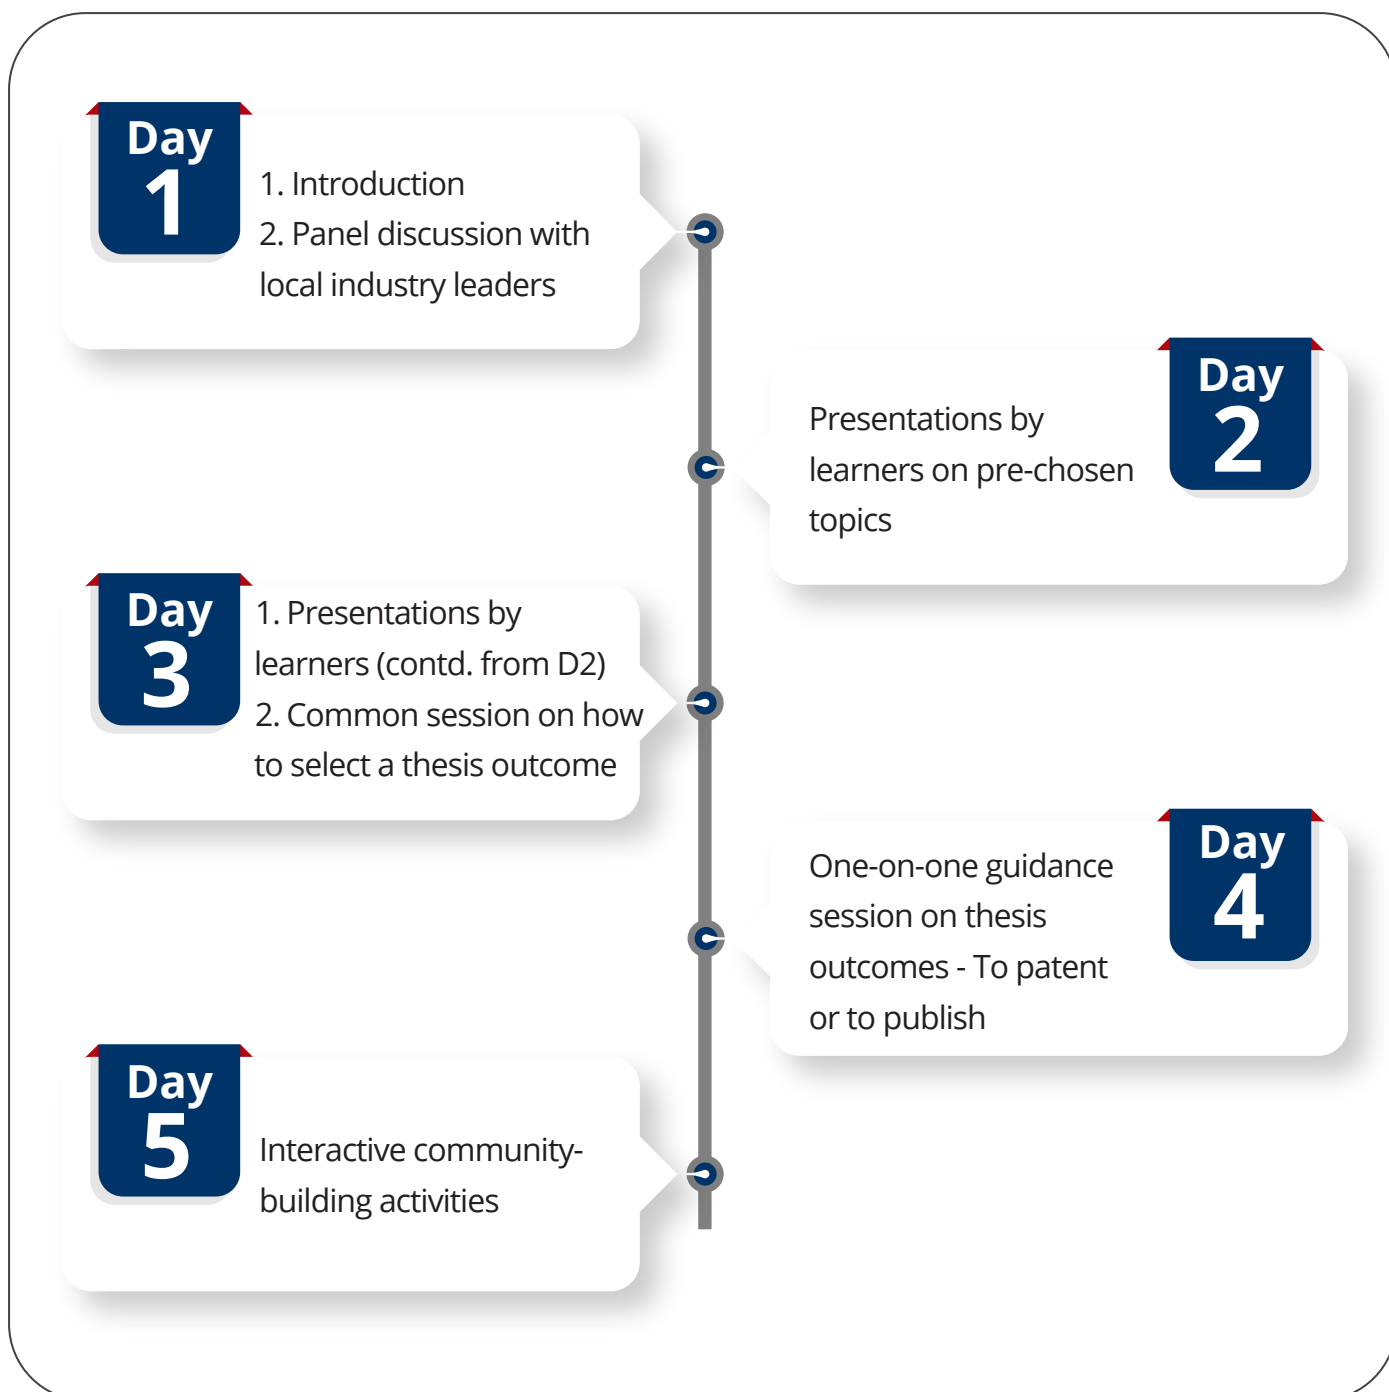 Day
1
1. Introduction
2. Panel discussion with
local industry leaders
Day
2
Presentations by
learners on pre-chosen
topics
Day
3
1. Presentations by
learners (contd. from D2)
2. Common session on how
to select a thesis outcome
Day
4
One-on-one guidance
session on thesis
outcomes - To patent
or to publish
Day
5
Interactive community-
building activities